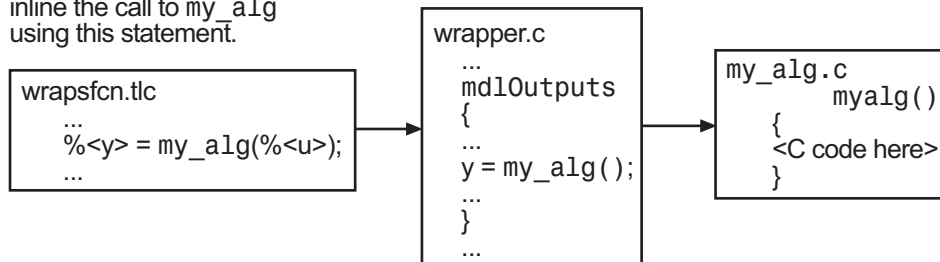 inline the call to my_alg
using this statement.
wrapsfcn.tlc
...
%<y> = my_alg(%<u>);
...
wrapper.c
...
mdlOutputs
{
...
y = my_alg();
...
}
...
my_alg.c
myalg()
{
<C code here>
}